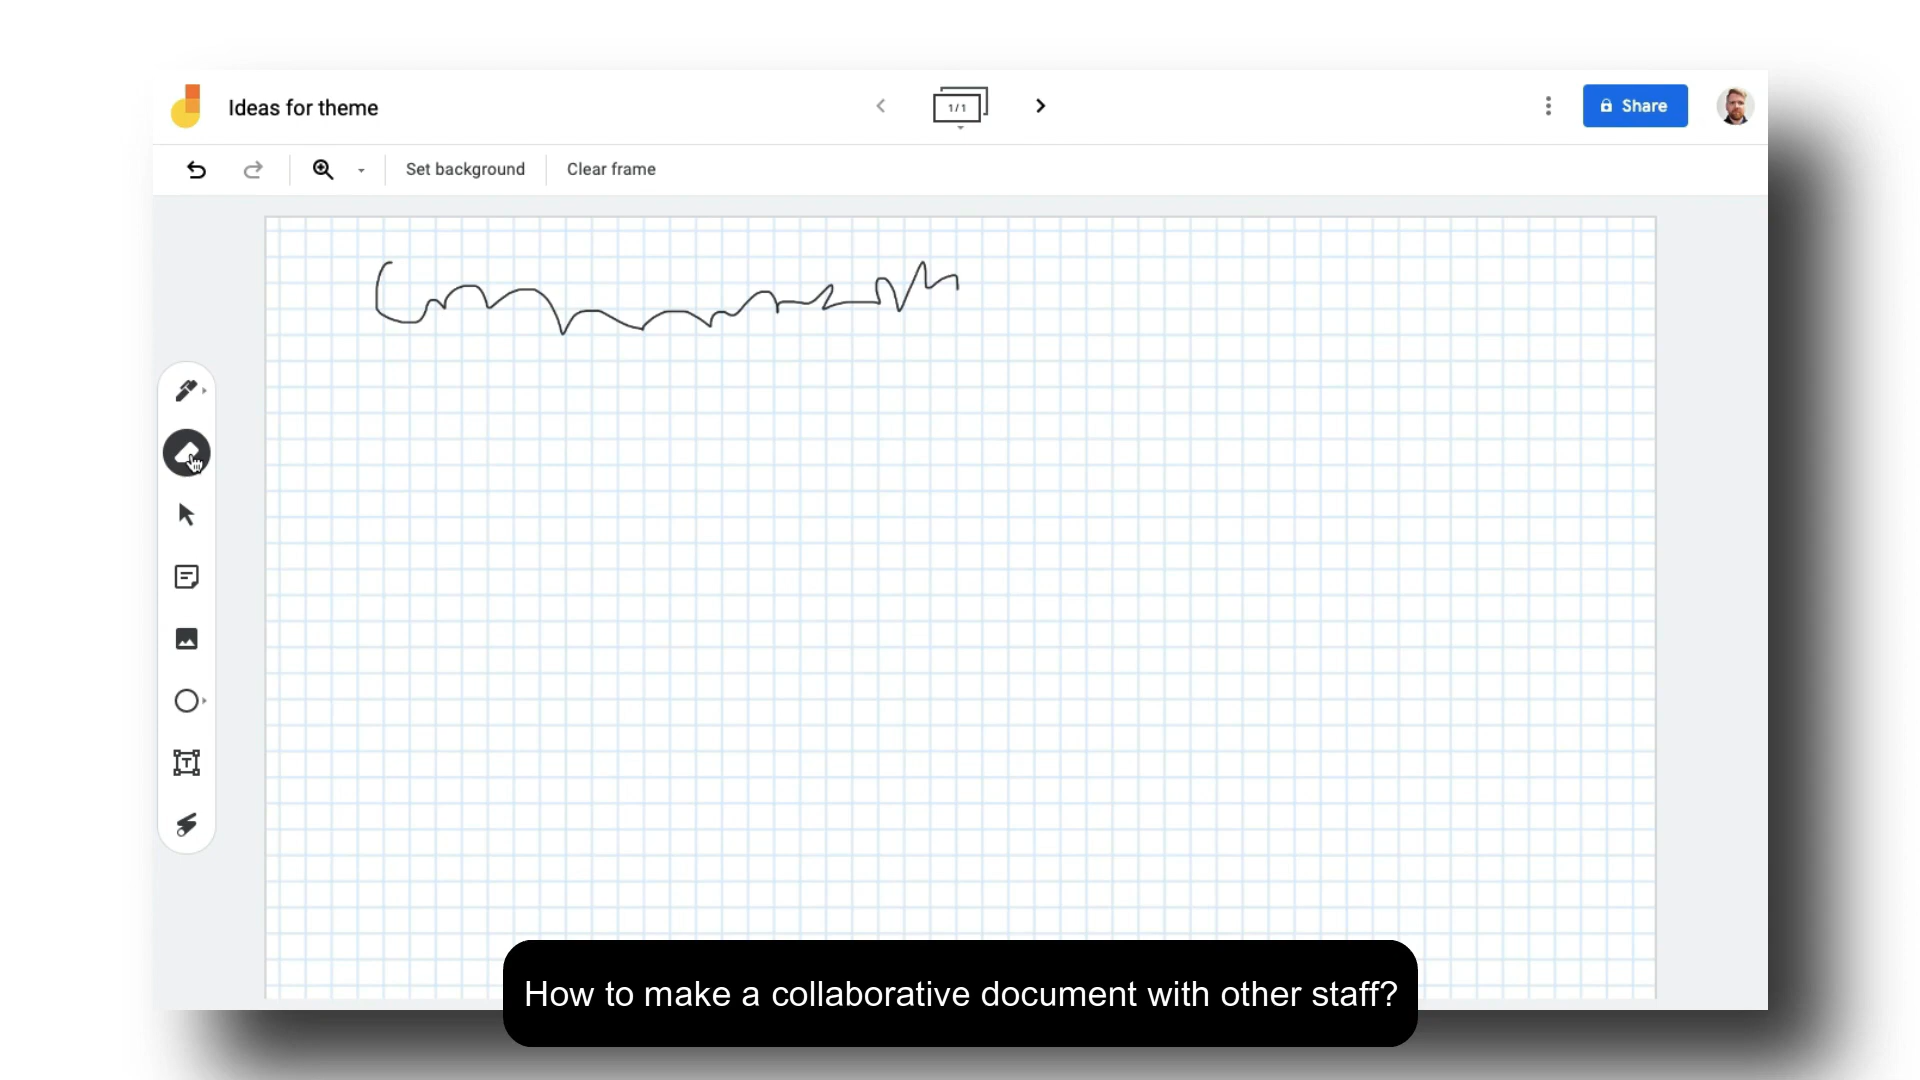 Ideas for theme
1/1
Share
Set background
Clear frame
T
How to make a collaborative document with other staff?